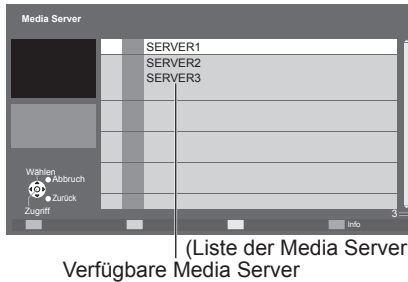 Media Server
SERVER1
SERVER2
SERVER3
Wählen
Abbruch
Zurück
Zugriff
3
Info
(Liste der Media Server
Verfügbare Media Server